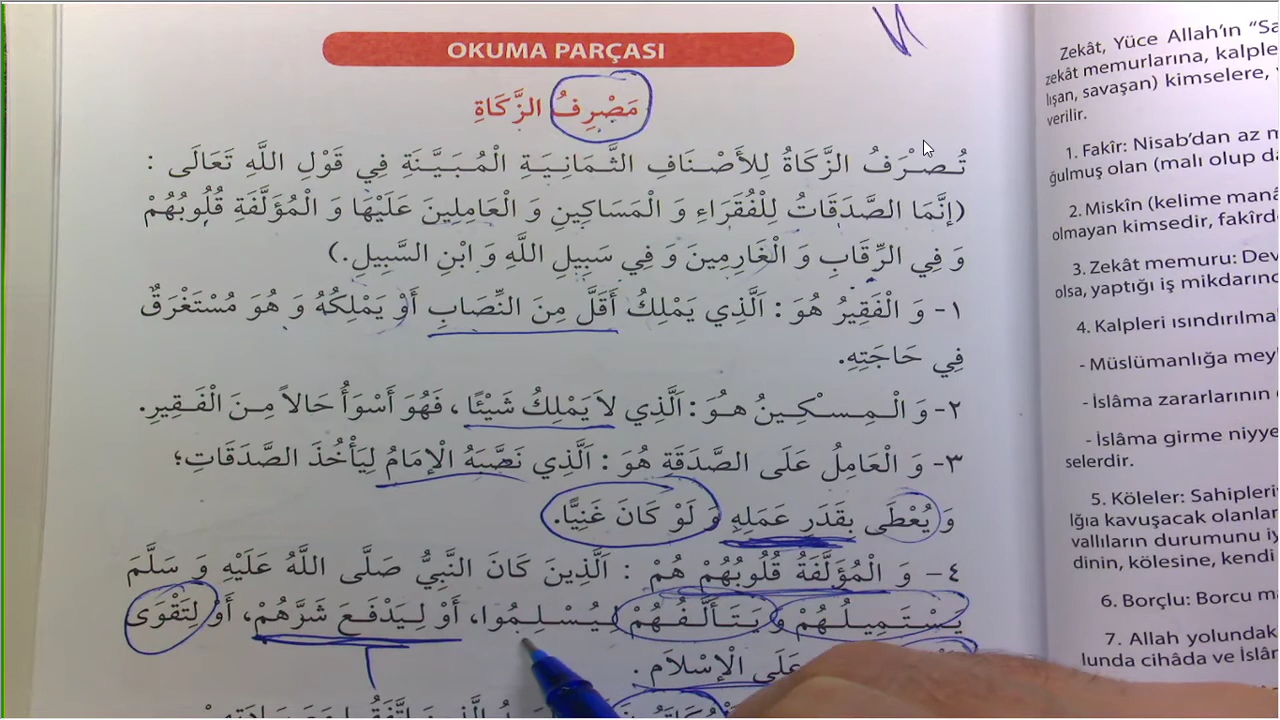 OKUMA PARÇASI
مَصْرِفُ الزَّكَاةِ
تُصْرَفُ الزَّكَاةُ لِلأَصْنَافِ الثَّمَانِيَةِ الْمُبَيَّنَةِ فِي قَوْلِ اللَّهِ تَعَالَى :
(إِنَّمَا الصَّدَقَاتُ لِلْفُقَرَاءِ وَ الْمَسَاكِينِ وَ الْعَامِلِينَ عَلَيْهَا وَ الْمُؤَلَّفَةِ قُلُوبُهُمْ
وَ فِي الرِّقَابِ وَ الْغَارِمِينَ وَ فِي سَبِيلِ اللَّهِ وَ ابْنِ السَّبِيلِ.)
١- وَ الْفَقِيرُ هُوَ : اَلَّذِي يَمْلِكُ أَقَلَّ مِنَ النِّصَابِ أَوْ يَمْلِكُهُ وَ هُوَ مُسْتَغْرَقٌ
فِي حَاجَتِهِ.
٢- وَ الْمِسْكِينُ هُوَ : اَلَّذِي لاَ يَمْلِكُ شَيْئًا ، فَهُوَ أَسْوَأُ حَالاً مِنَ الْفَقِيرِ.
٣- وَ الْعَامِلُ عَلَى الصَّدَقَةِ هُوَ : اَلَّذِي نَصَّبَهُ الْإِمَامُ لِيَأْخُذَ الصَّدَقَاتِ؛
وَ يُعْطَى بِقَدَرِ عَمَلِهِ وَ لَوْ كَانَ غَنِيًّا.
٤- وَ الْمُؤَلَّفَةُ قُلُوبُهُمْ هُمْ : اَلَّذِينَ كَانَ النَّبِيُّ صَلَّى اللَّهُ عَلَيْهِ وَ سَلَّمَ
يَسْتَمِيلُهُمْ وَ يَتَأَلَّفُهُمْ لِيُسْلِمُوا، أَوْ لِيَدْفَعَ شَرَّهُمْ، أَوْ لِتَقْوَى
عَلَى الْإِسْلاَمِ .
Zekât, Yüce Allah'ın "Sa
zekât memurlarına, kalple
lışan, savaşan) kimselere,
verilir.
1. Fakîr: Nisab'dan az m
ğulmuş olan (malı olup da
2. Miskîn (kelime manâ
olmayan kimsedir, fakîrd
3. Zekât memuru: Dev
olsa, yaptığı iş mikdarınc
4. Kalpleri ısındırılma
- Müslümanlığa mey
- İslâma zararlarının
- İslâma girme niyye
selerdir.
5. Köleler: Sahipleri
lğıa kavuşacak olanlar
vallıların durumunu iy
dinin, kölesine, kendi
6. Borçlu: Borcu m
7. Allah yolundak
lunda cihâda ve İslâ